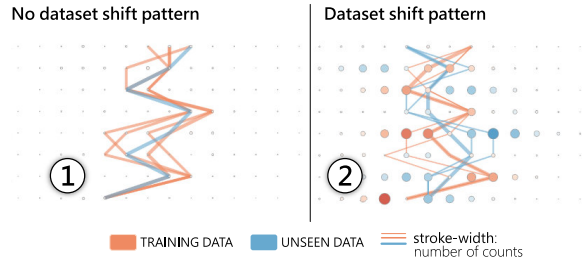 No dataset shift pattern
Dataset shift pattern
1
2
TRAINING DATA
UNSEEN DATA
stroke-width:
number of counts